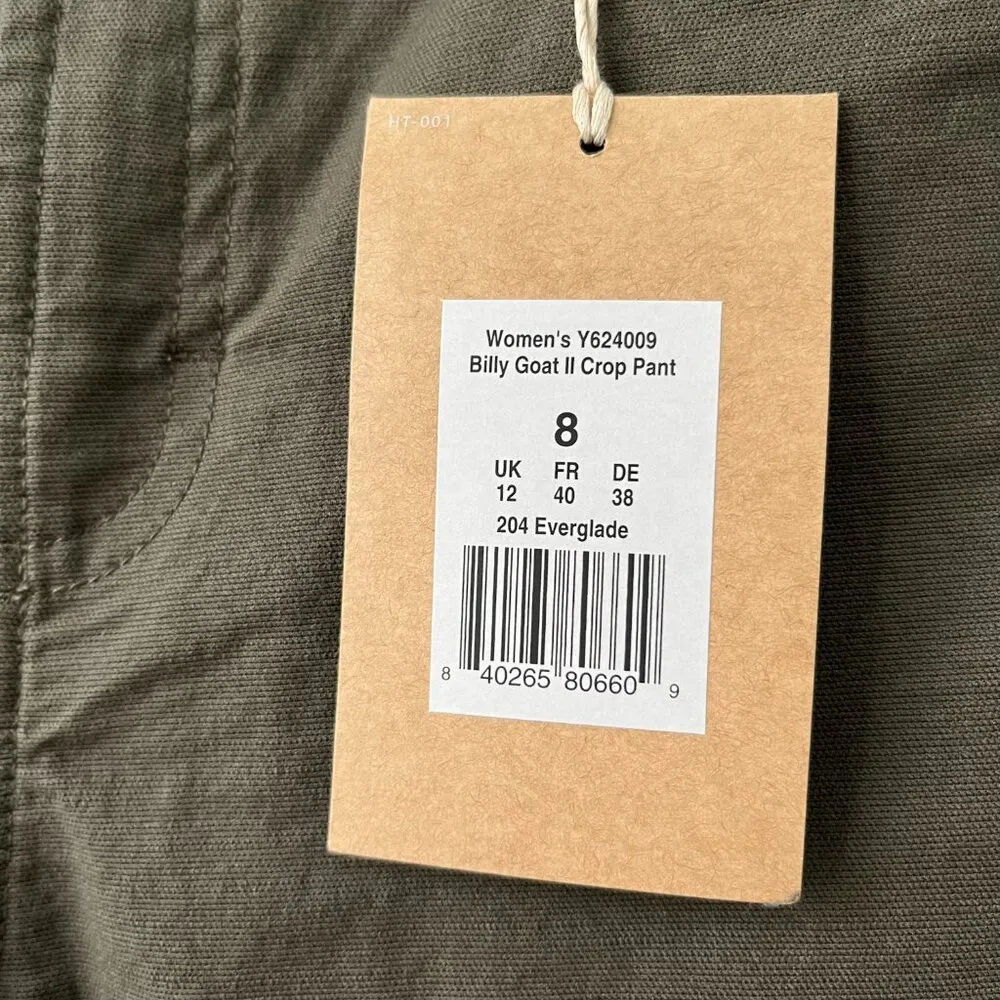 HT-001
Women's Y624009
Billy Goat II Crop Pant
8
UK FR DE
12 40 38
204 Everglade
8 40265 80660 9